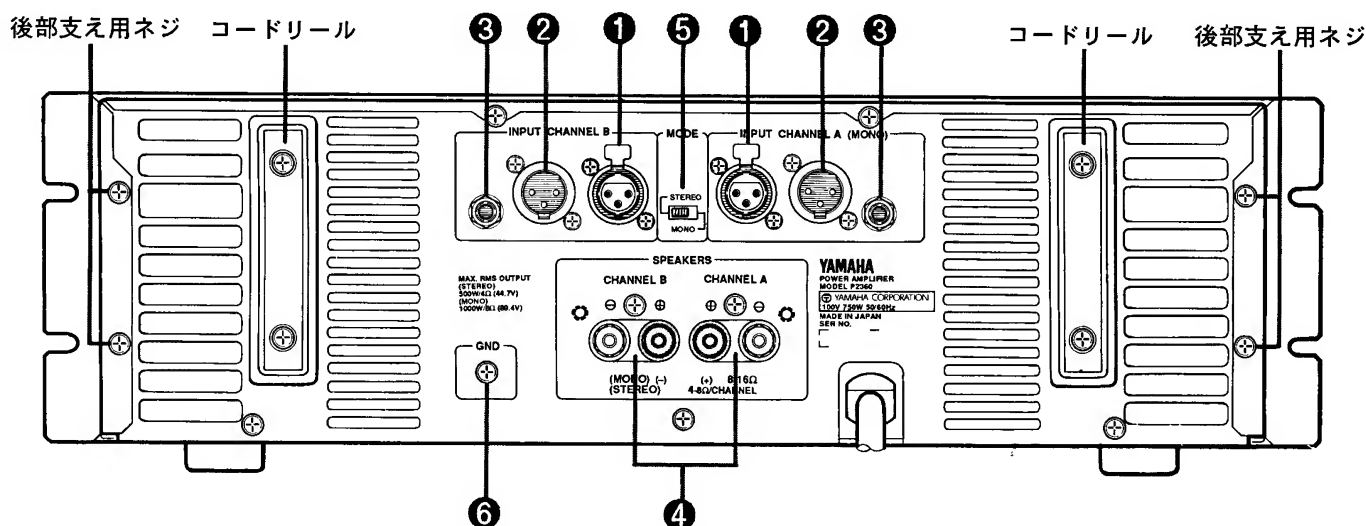 後部支え用ネジ コードリール ❸ ❷ ❶ ❺ ❶ ❷ ❸ コードリール 後部支え用ネジ
INPUT CHANNEL B
MODE
INPUT CHANNEL A (MONO)
STEREO
MONO
SPEAKERS
CHANNEL B CHANNEL A
⊖ ⊕ ⊕ ⊖
(MONO) (−) (+) 8-16Ω
(STEREO) 4-8Ω/CHANNEL
MAX. RMS OUTPUT
(STEREO)
500W/4Ω (44.7V)
(MONO)
1000W/8Ω (89.4V)
YAMAHA
POWER AMPLIFIER
MODEL P2360
YAMAHA CORPORATION
100V 750W 50/60Hz
MADE IN JAPAN
SER NO.
GND
❻ ❹